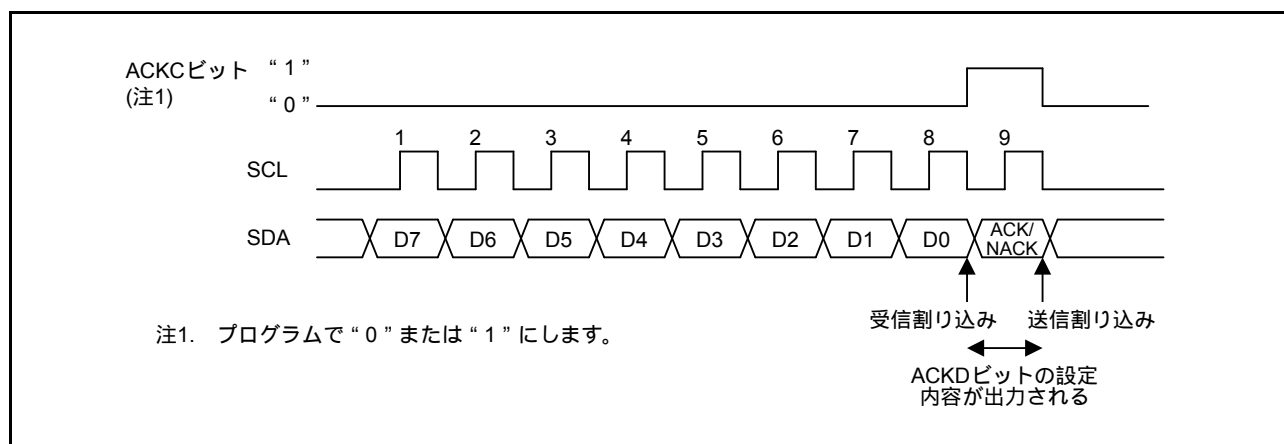 ACKCビット “ 1 ”
(注1) “ 0 ”
1 2 3 4 5 6 7 8 9
SCL
SDA D7 D6 D5 D4 D3 D2 D1 D0 ACK/
NACK
受信割り込み 送信割り込み
注1. プログラムで “ 0 ” または “ 1 ” にします。
ACKDビットの設定
内容が出力される